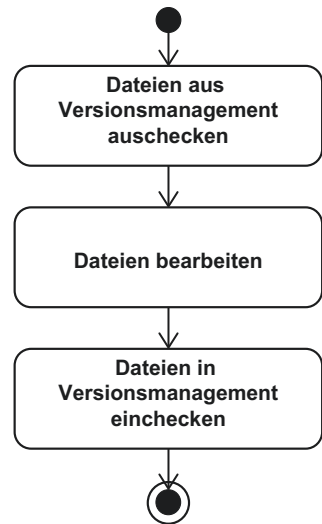 Dateien aus
Versionsmanagement
auschecken
Dateien bearbeiten
Dateien in
Versionsmanagement
einchecken